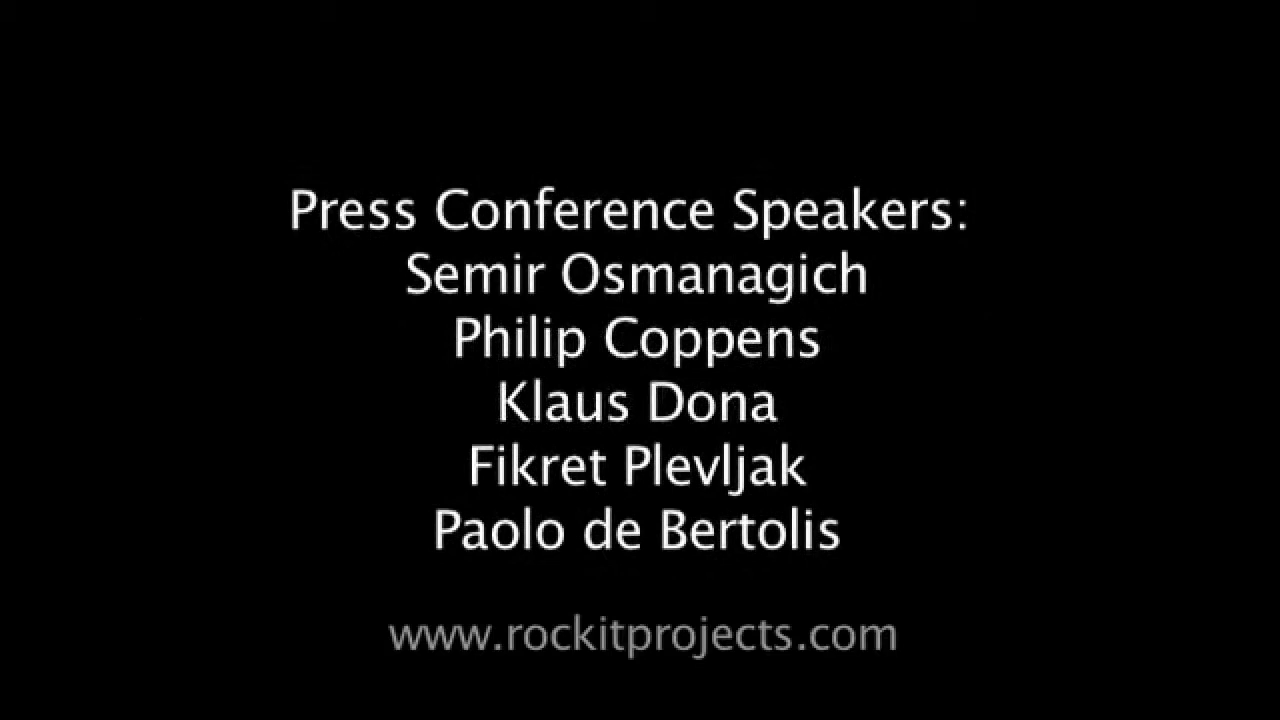 Press Conference Speakers:
Semir Osmanagich
Philip Coppens
Klaus Dona
Fikret Plevljak
Paolo de Bertolis
www.rockitprojects.com